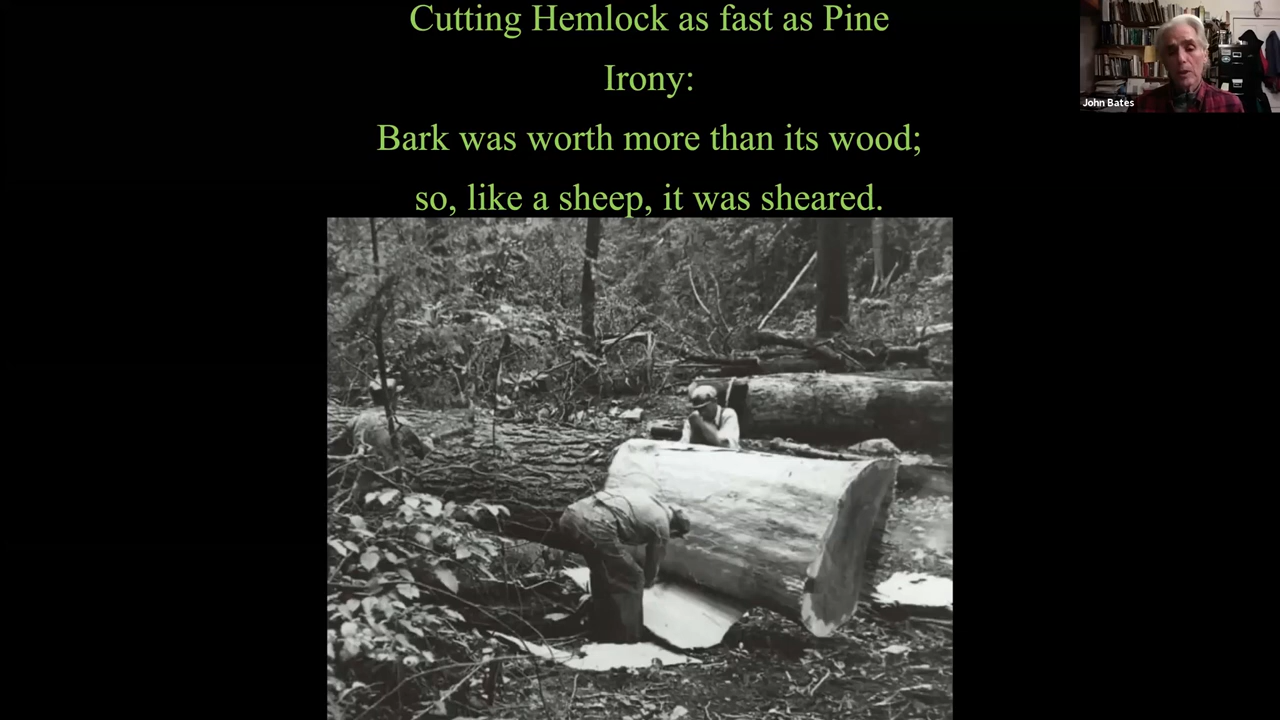 Cutting Hemlock as fast as Pine
Irony:
Bark was worth more than its wood;
so, like a sheep, it was sheared.
John Bates